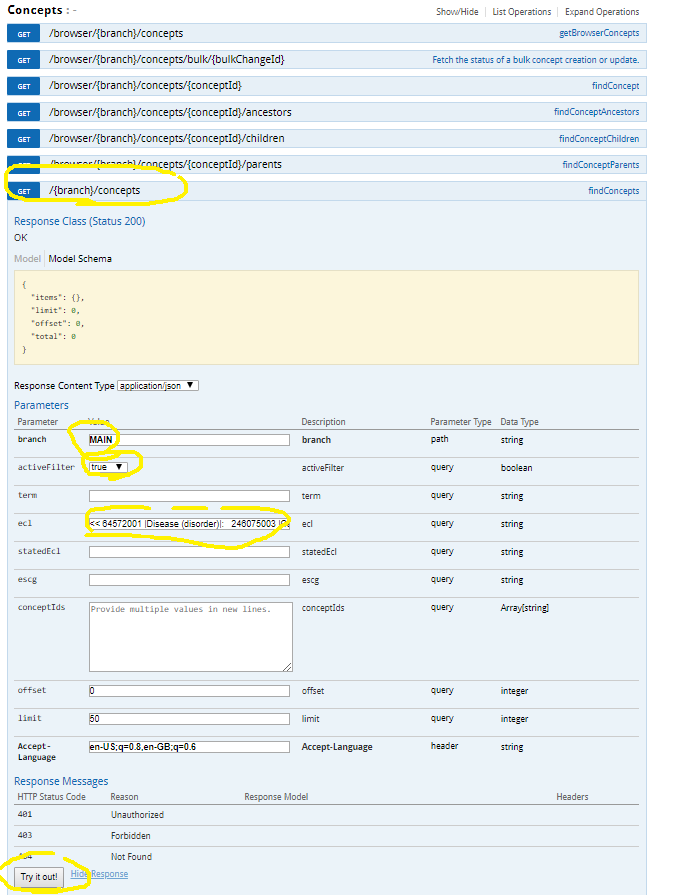 Concepts : -
Show/Hide List Operations Expand Operations
GET /browser/{branch}/concepts getBrowserConcepts
GET /browser/{branch}/concepts/bulk/{bulkChangeId} Fetch the status of a bulk concept creation or update.
GET /browser/{branch}/concepts/{conceptId} findConcept
GET /browser/{branch}/concepts/{conceptId}/ancestors findConceptAncestors
GET /browser/{branch}/concepts/{conceptId}/children findConceptChildren
GET /browser/{branch}/concepts/{conceptId}/parents findConceptParents
GET /{branch}/concepts findConcepts
Response Class (Status 200)
OK
Model Model Schema
{
"items": {},
"limit": 0,
"offset": 0,
"total": 0
}
Response Content Type application/json
Parameters
Parameter Value Description Parameter Type Data Type
branch MAIN branch path string
activeFilter true activeFilter query boolean
term term query string
ecl << 64572001 |Disease (disorder)|: 246075003 ecl query string
statedEcl statedEcl query string
escg escg query string
conceptIds Provide multiple values in new lines. conceptIds query Array[string]
offset 0 offset query integer
limit 50 limit query integer
Accept-Language en-US;q=0.8,en-GB;q=0.6 Accept-Language header string
Response Messages
HTTP Status Code Reason Response Model Headers
401 Unauthorized
403 Forbidden
404 Not Found
Try it out! Hide Response